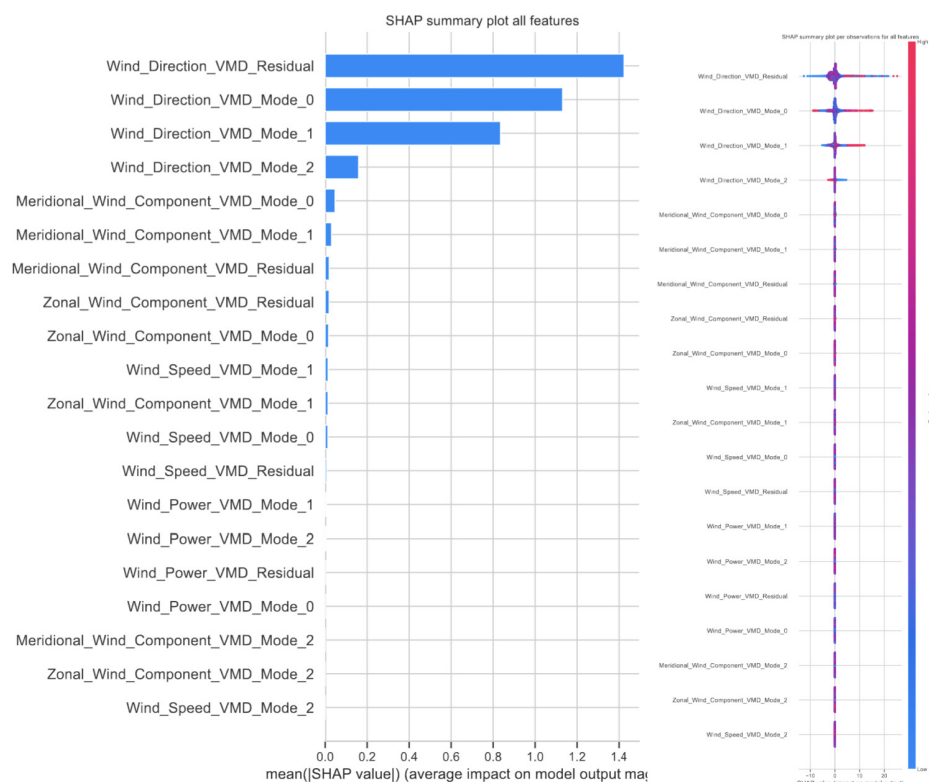 SHAP summary plot all features
Wind_Direction_VMD_Residual
Wind_Direction_VMD_Mode_0
Wind_Direction_VMD_Mode_1
Wind_Direction_VMD_Mode_2
Meridional_Wind_Component_VMD_Mode_0
Meridional_Wind_Component_VMD_Mode_1
Meridional_Wind_Component_VMD_Residual
Zonal_Wind_Component_VMD_Residual
Zonal_Wind_Component_VMD_Mode_0
Wind_Speed_VMD_Mode_1
Zonal_Wind_Component_VMD_Mode_1
Wind_Speed_VMD_Mode_0
Wind_Speed_VMD_Residual
Wind_Power_VMD_Mode_1
Wind_Power_VMD_Mode_2
Wind_Power_VMD_Residual
Wind_Power_VMD_Mode_0
Meridional_Wind_Component_VMD_Mode_2
Zonal_Wind_Component_VMD_Mode_2
Wind_Speed_VMD_Mode_2
0.0 0.2 0.4 0.6 0.8 1.0 1.2 1.4
mean(|SHAP value|) (average impact on model output mag
SHAP summary plot per observations for all features
High
Wind_Direction_VMD_Residual
Wind_Direction_VMD_Mode_0
Wind_Direction_VMD_Mode_1
Wind_Direction_VMD_Mode_2
Meridional_Wind_Component_VMD_Mode_0
Meridional_Wind_Component_VMD_Mode_1
Meridional_Wind_Component_VMD_Residual
Zonal_Wind_Component_VMD_Residual
Zonal_Wind_Component_VMD_Mode_0
Wind_Speed_VMD_Mode_1
Zonal_Wind_Component_VMD_Mode_1
Wind_Speed_VMD_Mode_0
Wind_Speed_VMD_Residual
Wind_Power_VMD_Mode_1
Wind_Power_VMD_Mode_2
Wind_Power_VMD_Residual
Wind_Power_VMD_Mode_0
Meridional_Wind_Component_VMD_Mode_2
Zonal_Wind_Component_VMD_Mode_2
Wind_Speed_VMD_Mode_2
Low
−10 0 10 20